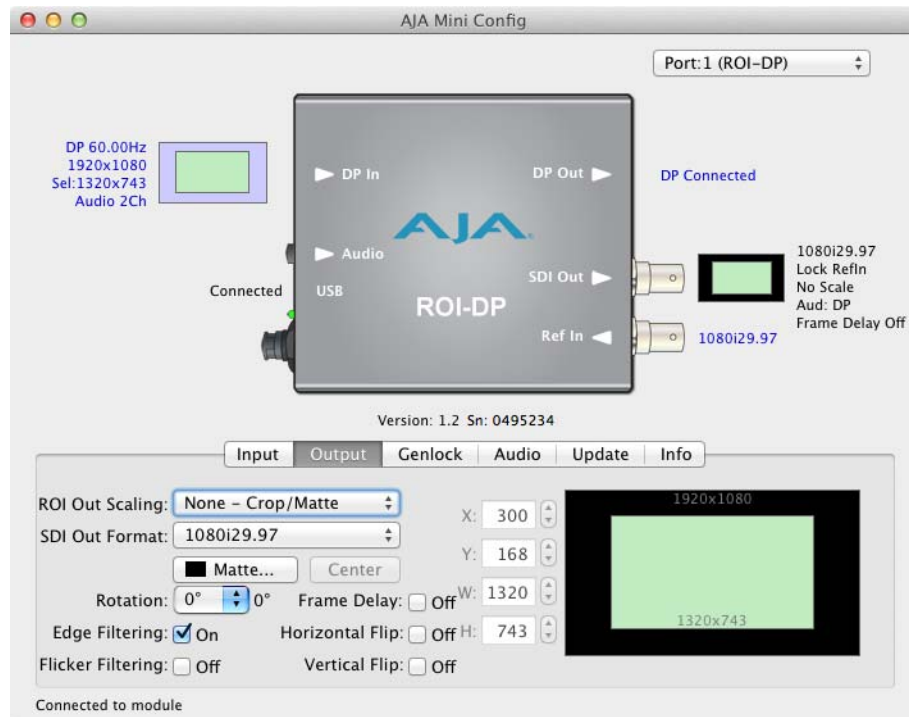 AJA Mini Config
Port:1 (ROI-DP)
DP 60.00Hz
1920x1080
Sel:1320x743
Audio 2Ch
DP In
DP Out
DP Connected
AJA®
Audio
Connected
USB
ROI-DP
SDI Out
Ref In
1080i29.97
Lock RefIn
No Scale
Aud: DP
Frame Delay Off
1080i29.97
Version: 1.2 Sn: 0495234
Input Output Genlock Audio Update Info
ROI Out Scaling: None - Crop/Matte
SDI Out Format: 1080i29.97
Matte... Center
Rotation: 0° 0° Frame Delay: Off
Edge Filtering: On Horizontal Flip: Off
Flicker Filtering: Off Vertical Flip: Off
X: 300
Y: 168
W: 1320
H: 743
1920x1080
1320x743
Connected to module